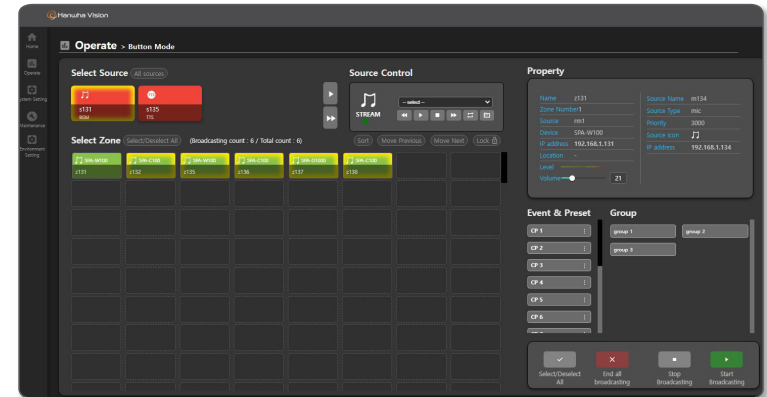 Hanwha Vision
Home
Operate
System Setting
Maintenance
Environment
Setting
Operate > Button Mode
Select Source All sources
s131
BGM
s135
TTS
Source Control
STREAM
-- select --
Select Zone Select/Deselect All (Broadcasting count : 6 / Total count : 6)
Sort Move Previous Move Next Lock
SPA-W100 SPA-C100 SPA-W100 SPA-C100 SPA-D1000 SPA-C100
z131 z132 z135 z136 z137 z138
Property
Name z131
Zone Number 1
Source rm1
Device SPA-W100
IP address 192.168.1.131
Location -
Level
Volume 21
Source Name m134
Source Type mic
Priority 3000
Source icon
IP address 192.168.1.134
Event & Preset
CP 1
CP 2
CP 3
CP 4
CP 5
CP 6
Group
group 1 group 2
group 3
Select/Deselect
All
End all
broadcasting
Stop
Broadcasting
Start
Broadcasting